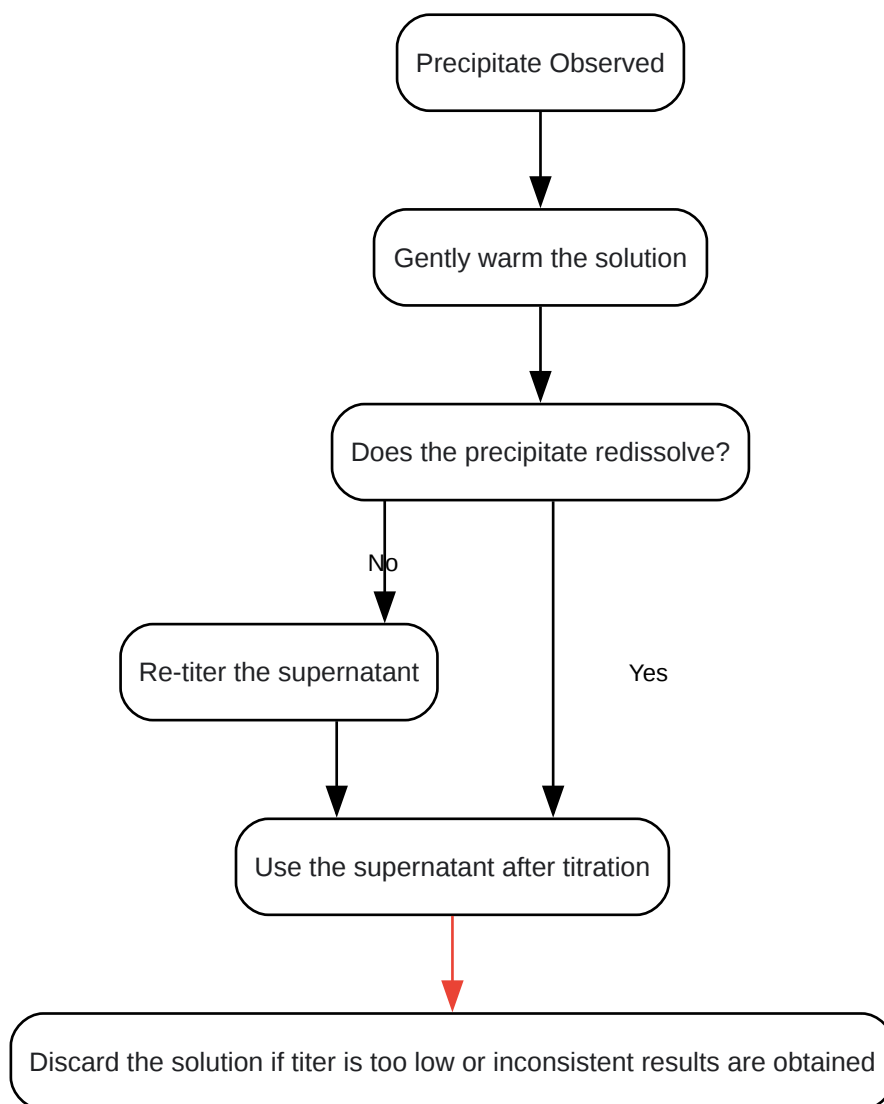 Precipitate Observed
Gently warm the solution
Does the precipitate redissolve?
No
Re-titer the supernatant
Yes
Use the supernatant after titration
Discard the solution if titer is too low or inconsistent results are obtained